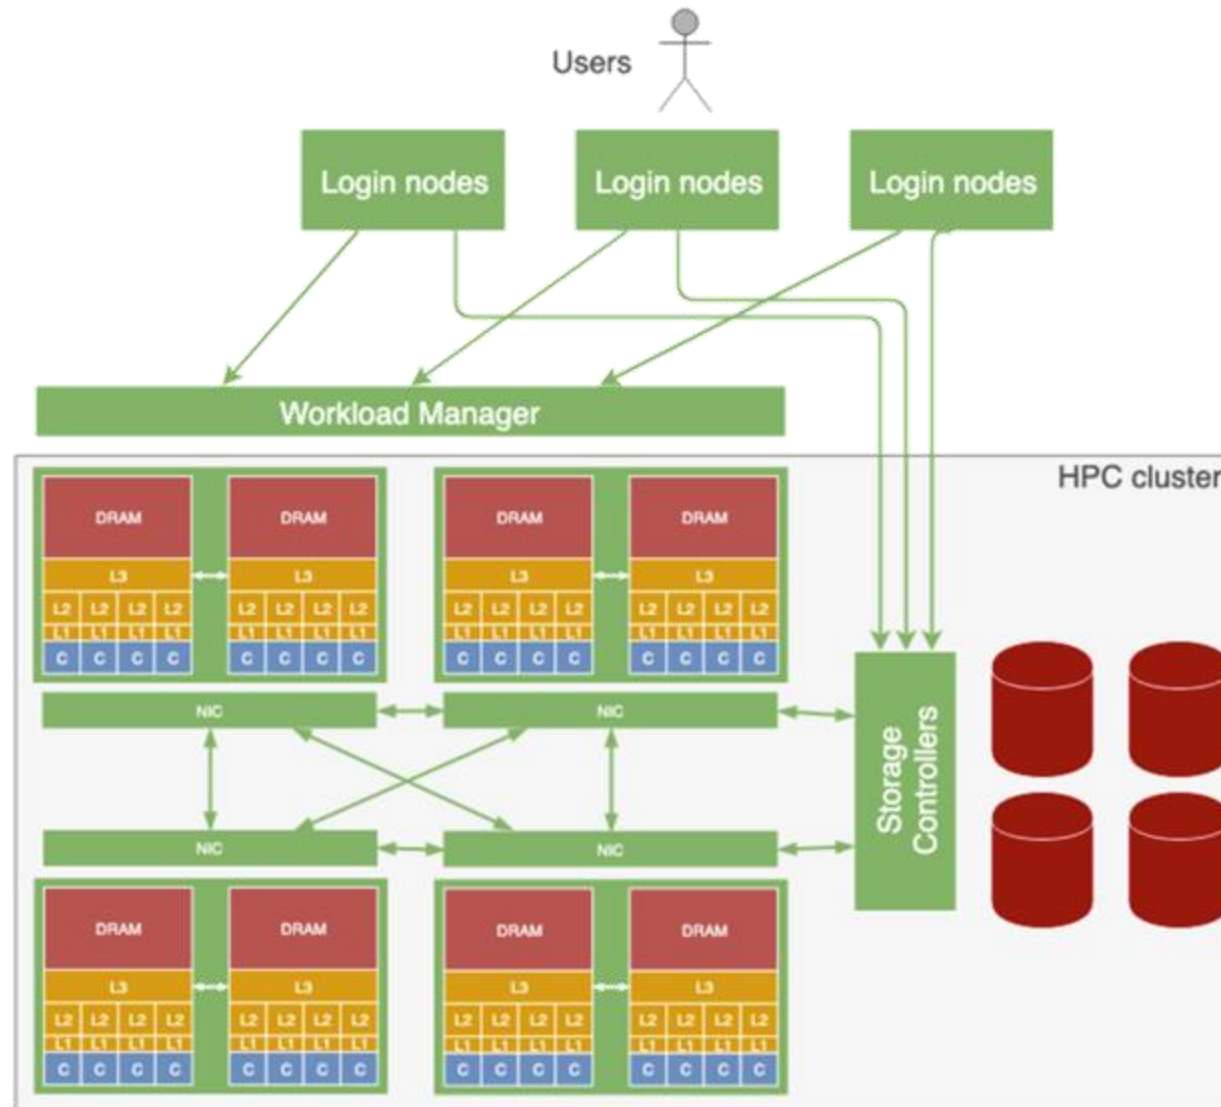 Users
Login nodes Login nodes Login nodes
Workload Manager
HPC cluster
DRAM DRAM DRAM DRAM
L3 L3 L3 L3
L2 L2 L2 L2 L2 L2 L2 L2 L2 L2 L2 L2 L2 L2 L2 L2
L1 L1 L1 L1 L1 L1 L1 L1 L1 L1 L1 L1 L1 L1 L1 L1
C C C C C C C C C C C C C C C C
NIC NIC
Storage
Controllers
NIC NIC
DRAM DRAM DRAM DRAM
L3 L3 L3 L3
L2 L2 L2 L2 L2 L2 L2 L2 L2 L2 L2 L2 L2 L2 L2 L2
L1 L1 L1 L1 L1 L1 L1 L1 L1 L1 L1 L1 L1 L1 L1 L1
C C C C C C C C C C C C C C C C